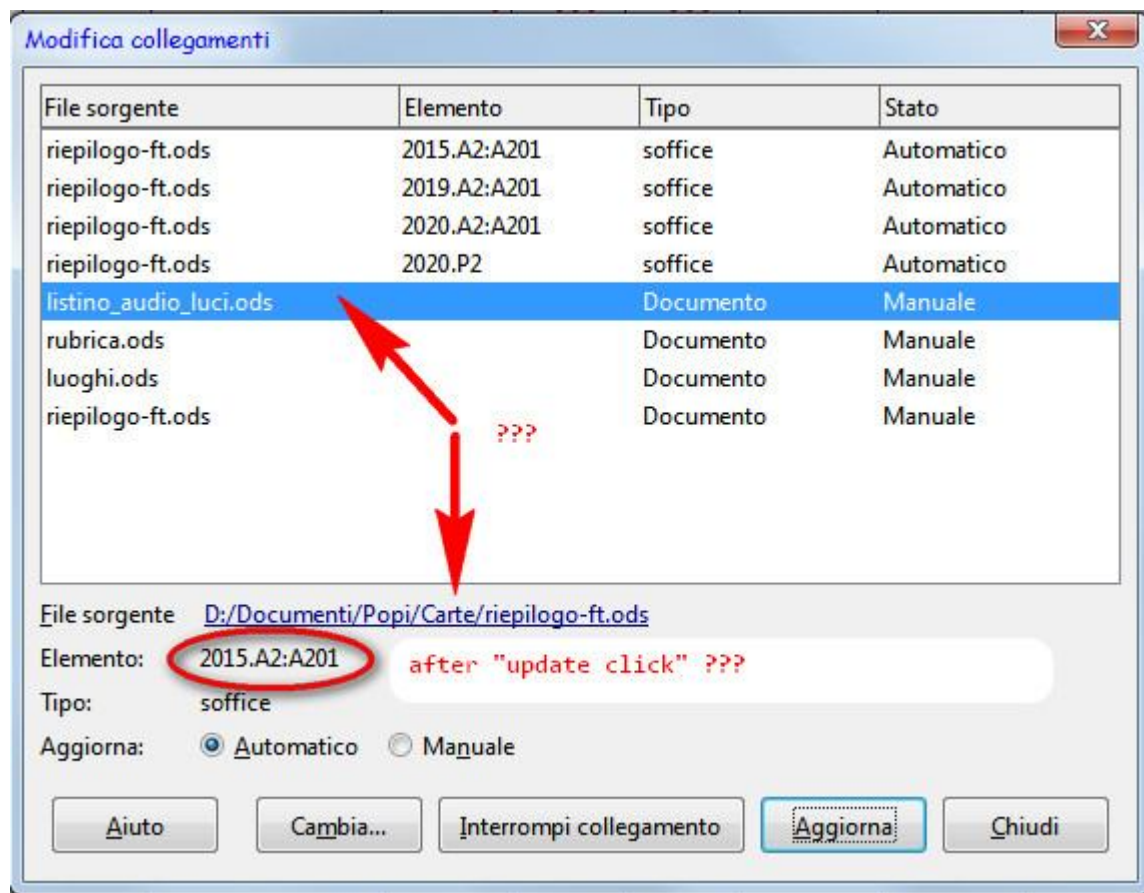 Modifica collegamenti
File sorgente Elemento Tipo Stato
riepilogo-ft.ods 2015.A2:A201 soffice Automatico
riepilogo-ft.ods 2019.A2:A201 soffice Automatico
riepilogo-ft.ods 2020.A2:A201 soffice Automatico
riepilogo-ft.ods 2020.P2 soffice Automatico
listino_audio_luci.ods Documento Manuale
rubrica.ods Documento Manuale
luoghi.ods Documento Manuale
riepilogo-ft.ods Documento Manuale
???
File sorgente D:/Documenti/Popi/Carte/riepilogo-ft.ods
Elemento: 2015.A2:A201 after "update click" ???
Tipo: soffice
Aggiorna: Automatico Manuale
Aiuto Cambia... Interrompi collegamento Aggiorna Chiudi